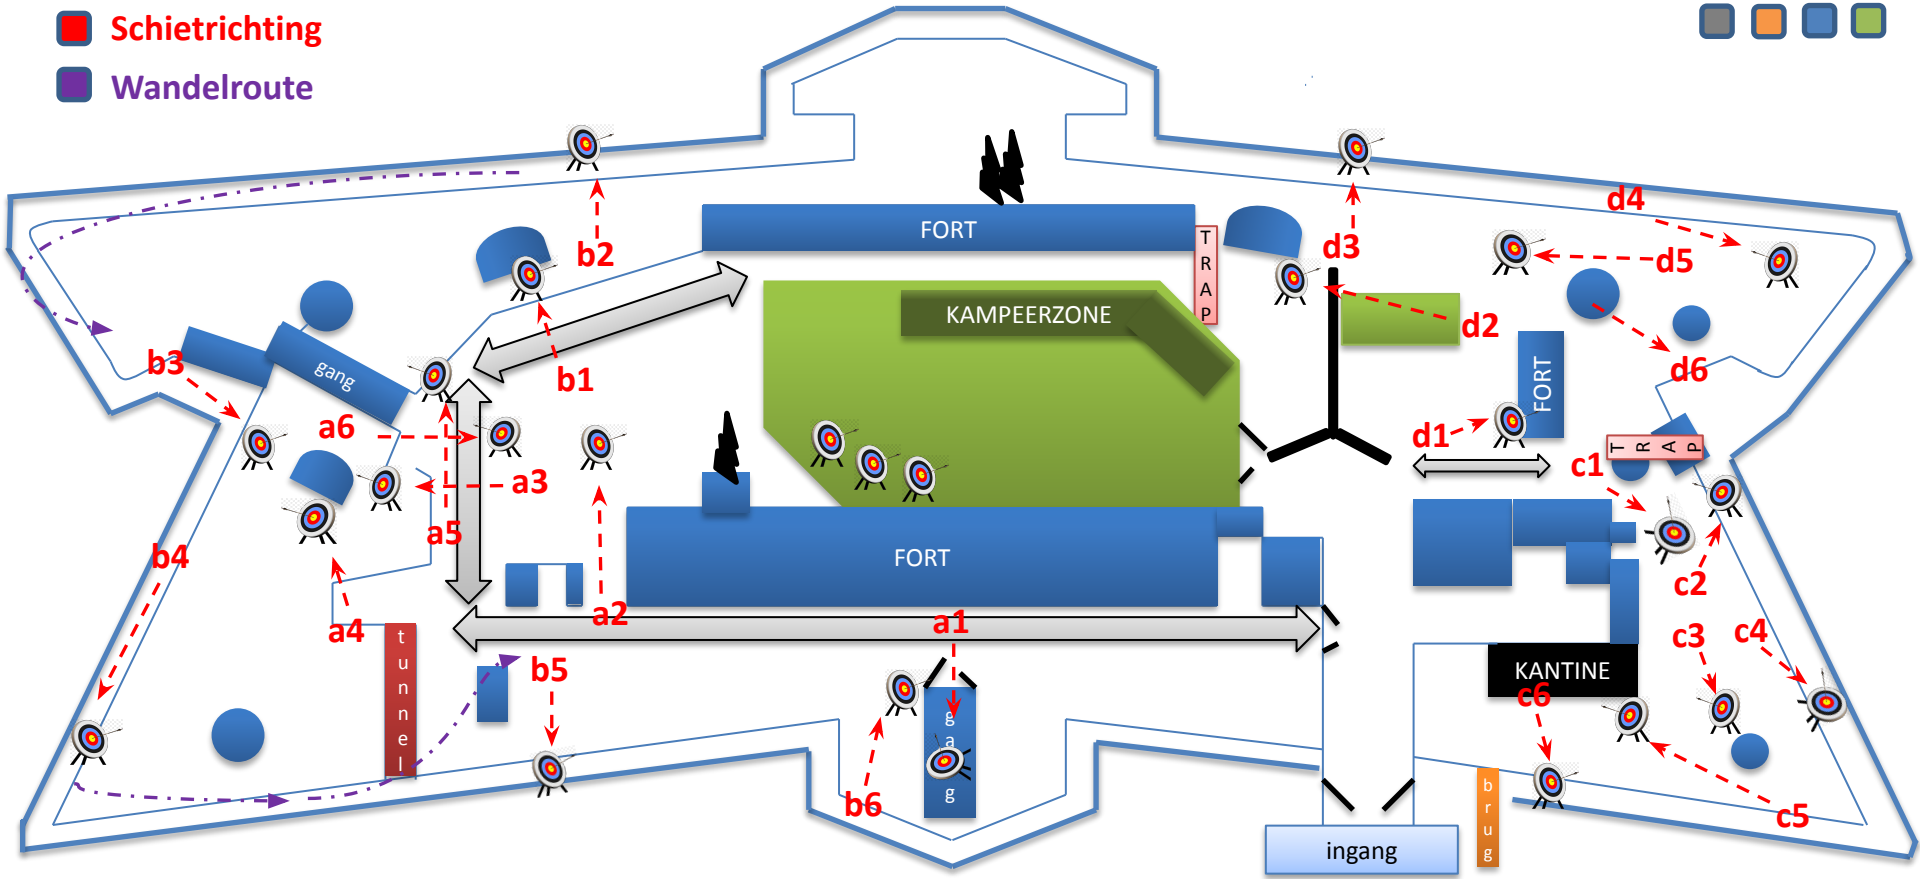 Schietrichting
Wandelroute
b2
FORT
TRAP
d3
d4
d5
KAMPEERZONE
d2
b3
gang
b1
d6
FORT
a6
d1
TRAP
c1
a3
a5
b4
FORT
c2
a4
a2
a1
tunnel
b5
c3
c4
KANTINE
c6
gang
b6
brug
c5
ingang